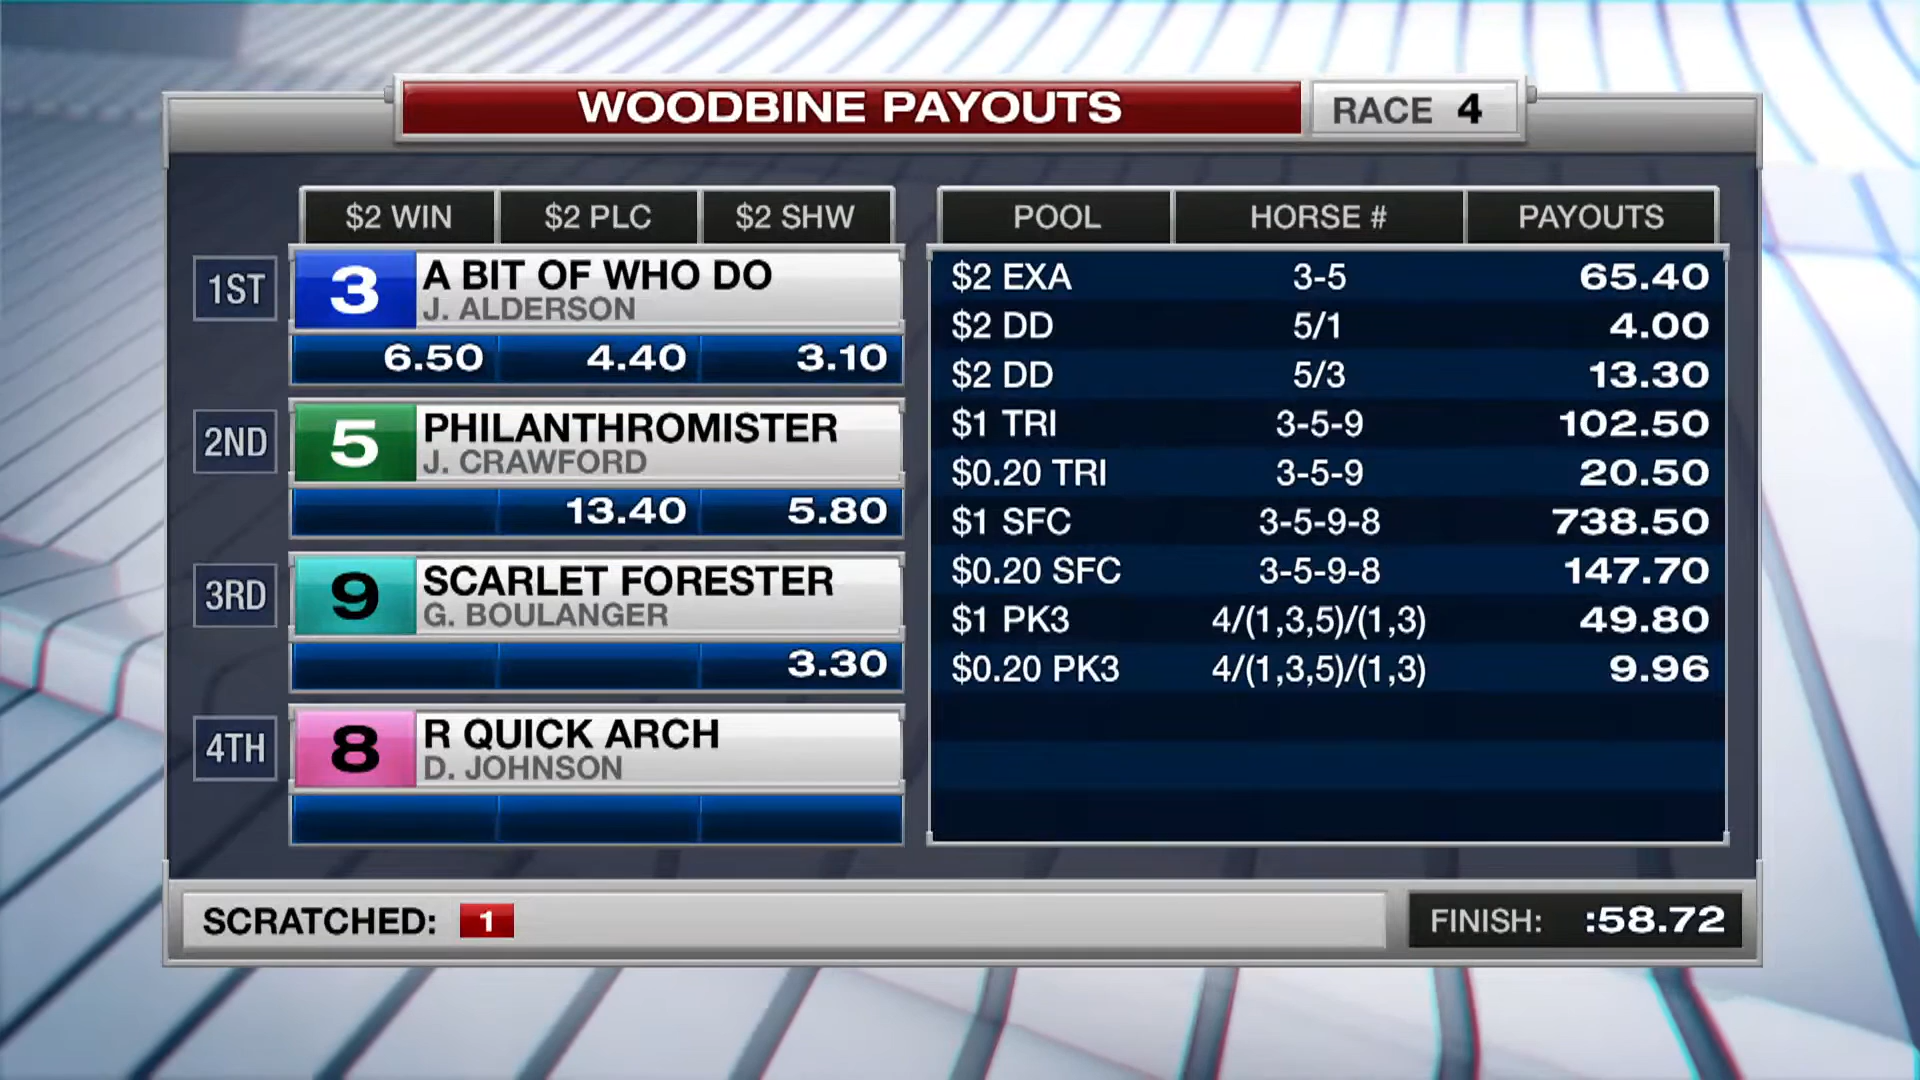 WOODBINE PAYOUTS
RACE 4
$2 WIN $2 PLC $2 SHW
1ST 3 A BIT OF WHO DO
J. ALDERSON
6.50 4.40 3.10
2ND 5 PHILANTHROMISTER
J. CRAWFORD
13.40 5.80
3RD 9 SCARLET FORESTER
G. BOULANGER
3.30
4TH 8 R QUICK ARCH
D. JOHNSON
POOL HORSE # PAYOUTS
$2 EXA 3-5 65.40
$2 DD 5/1 4.00
$2 DD 5/3 13.30
$1 TRI 3-5-9 102.50
$0.20 TRI 3-5-9 20.50
$1 SFC 3-5-9-8 738.50
$0.20 SFC 3-5-9-8 147.70
$1 PK3 4/(1,3,5)/(1,3) 49.80
$0.20 PK3 4/(1,3,5)/(1,3) 9.96
SCRATCHED: 1
FINISH: :58.72